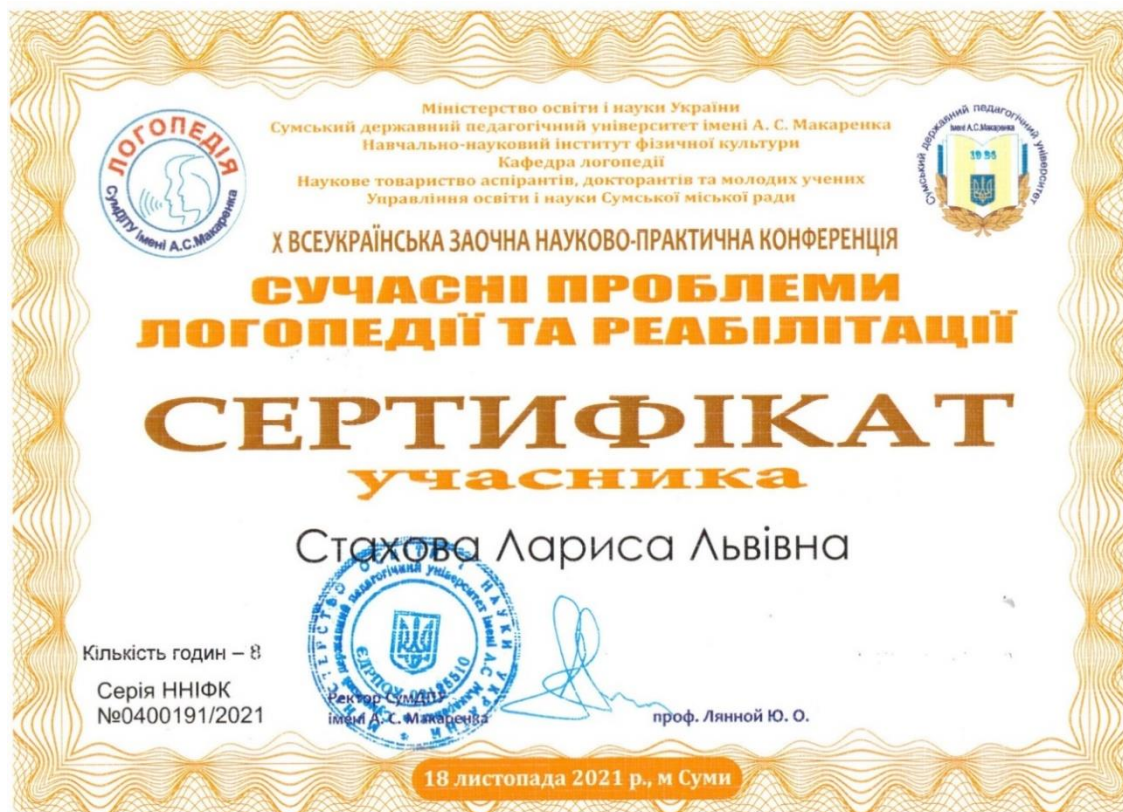 Міністерство освіти і науки України
Сумський державний педагогічний університет імені А. С. Макаренка
Навчально-науковий інститут фізичної культури
Кафедра логопедії
Наукове товариство аспірантів, докторантів та молодих учених
Управління освіти і науки Сумської міської ради
ЛОГОПЕДІЯ
СумДПУ імені А.С.Макаренка
Сумський державний педагогічний університет
імені А.С.Макаренка
Х ВСЕУКРАЇНСЬКА ЗАОЧНА НАУКОВО-ПРАКТИЧНА КОНФЕРЕНЦІЯ
СУЧАСНІ ПРОБЛЕМИ
ЛОГОПЕДІЇ ТА РЕАБІЛІТАЦІЇ
СЕРТИФІКАТ
учасника
Стахова Лариса Львівна
Кількість годин – 8
Серія ННІФК
№0400191/2021
Ректор СумДПУ
імені А. С. Макаренка
проф. Лянной Ю. О.
18 листопада 2021 р., м Суми